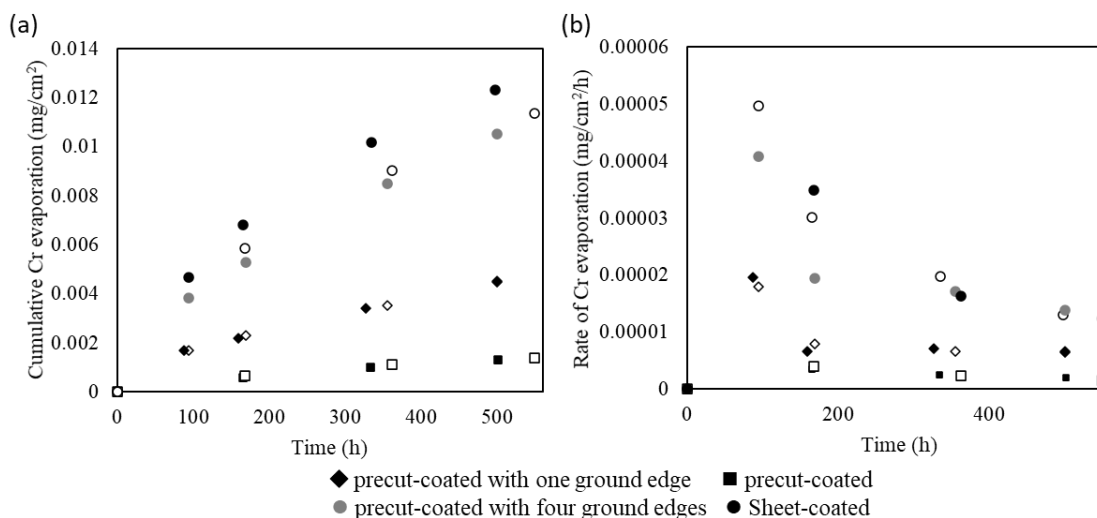 (a)
Cumulative Cr evaporation (mg/cm²)
0.014
0.012
0.01
0.008
0.006
0.004
0.002
0
0 100 200 300 400 500
Time (h)
(b)
Rate of Cr evaporation (mg/cm²/h)
0.00006
0.00005
0.00004
0.00003
0.00002
0.00001
0
0 200 400
Time (h)
precut-coated with one ground edge precut-coated
precut-coated with four ground edges Sheet-coated